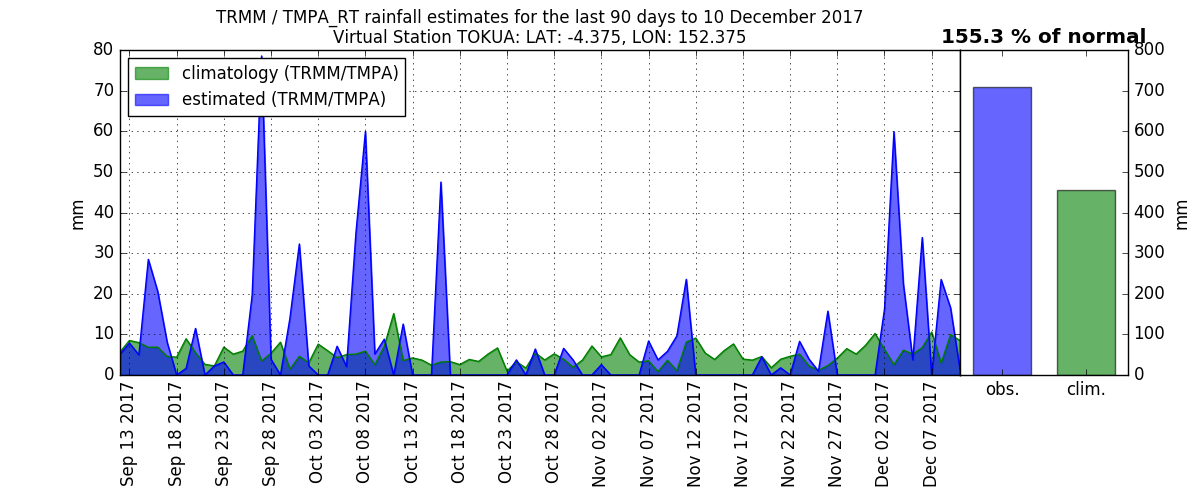 TRMM / TMPA_RT rainfall estimates for the last 90 days to 10 December 2017
Virtual Station TOKUA: LAT: -4.375, LON: 152.375
155.3 % of normal
climatology (TRMM/TMPA)
estimated (TRMM/TMPA)
80
70
60
50
40
30
20
10
0
mm
Sep 13 2017
Sep 18 2017
Sep 23 2017
Sep 28 2017
Oct 03 2017
Oct 08 2017
Oct 13 2017
Oct 18 2017
Oct 23 2017
Oct 28 2017
Nov 02 2017
Nov 07 2017
Nov 12 2017
Nov 17 2017
Nov 22 2017
Nov 27 2017
Dec 02 2017
Dec 07 2017
obs.
clim.
800
700
600
500
400
300
200
100
0
mm